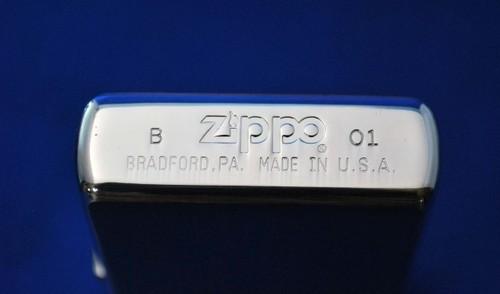 B zippo® 01
BRADFORD, PA. MADE IN U.S.A.